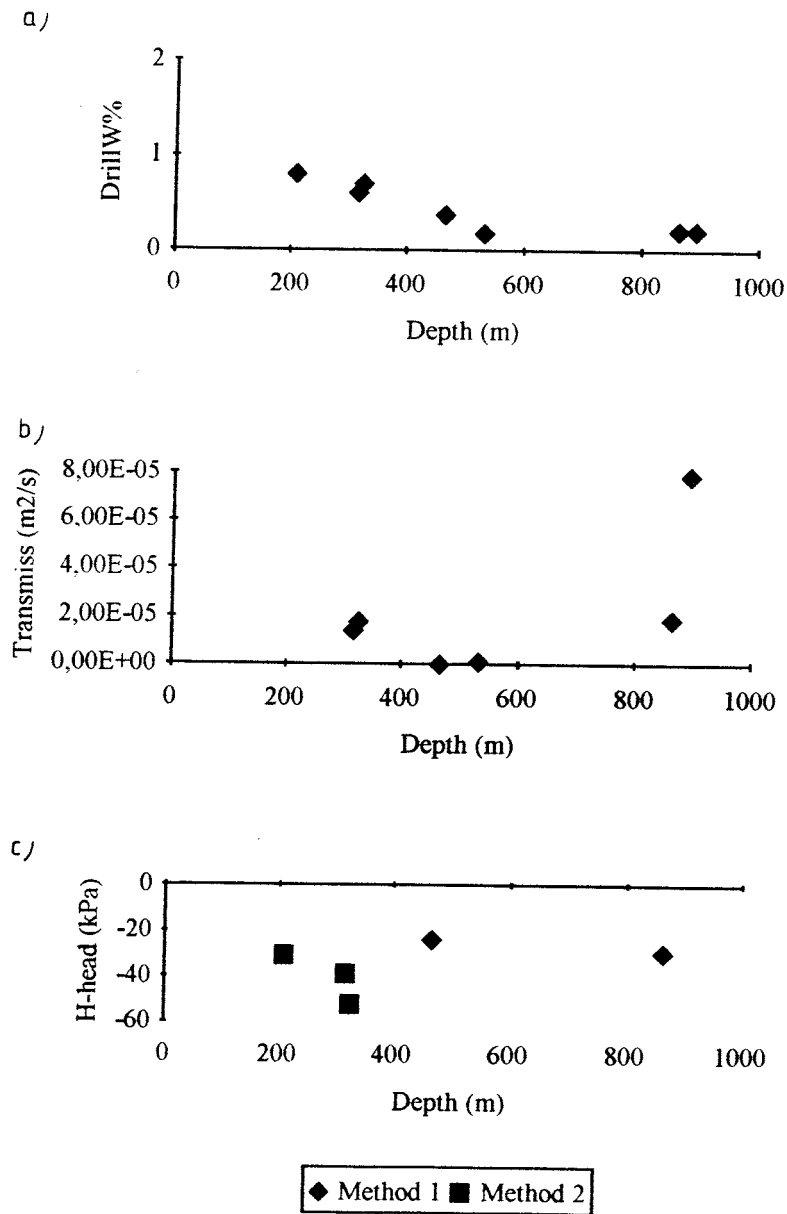 a)
DrillW%
2
1
0
0 200 400 600 800 1000
Depth (m)
b)
Transmiss (m2/s)
8,00E-05
6,00E-05
4,00E-05
2,00E-05
0,00E+00
0 200 400 600 800 1000
Depth (m)
c)
H-head (kPa)
0
-20
-40
-60
0 200 400 600 800 1000
Depth (m)
Method 1 Method 2